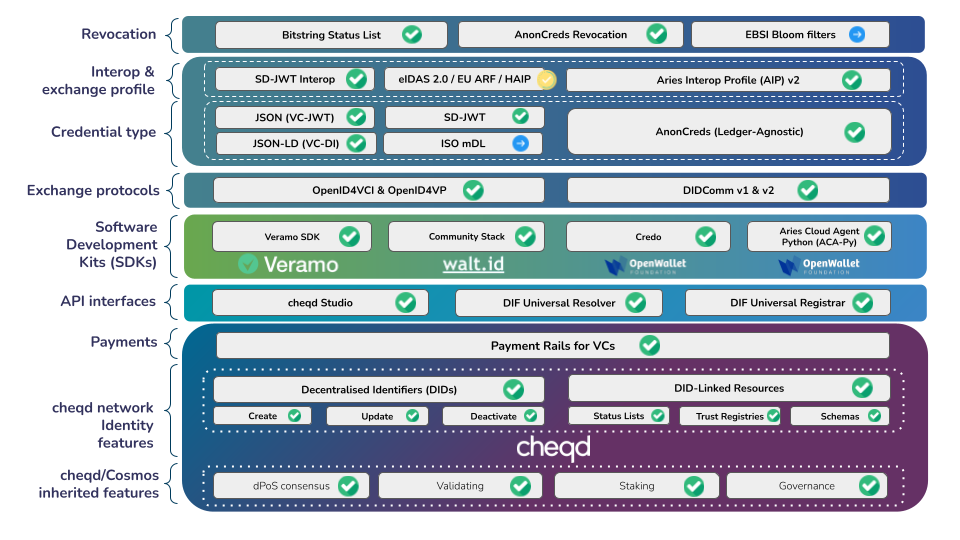 Revocation
Bitstring Status List
AnonCreds Revocation
EBSI Bloom filters
Interop &
exchange profile
SD-JWT Interop
eIDAS 2.0 / EU ARF / HAIP
Aries Interop Profile (AIP) v2
Credential type
JSON (VC-JWT)
SD-JWT
AnonCreds (Ledger-Agnostic)
JSON-LD (VC-DI)
ISO mDL
Exchange protocols
OpenID4VCI & OpenID4VP
DIDComm v1 & v2
Software
Development
Kits (SDKs)
Veramo SDK
Community Stack
Credo
Aries Cloud Agent
Python (ACA-Py)
Veramo
walt.id
OpenWallet
FOUNDATION
OpenWallet
FOUNDATION
API interfaces
cheqd Studio
DIF Universal Resolver
DIF Universal Registrar
Payments
Payment Rails for VCs
cheqd network
Identity
features
Decentralised Identifiers (DIDs)
DID-Linked Resources
Create
Update
Deactivate
Status Lists
Trust Registries
Schemas
cheqd
cheqd/Cosmos
inherited features
dPoS consensus
Validating
Staking
Governance